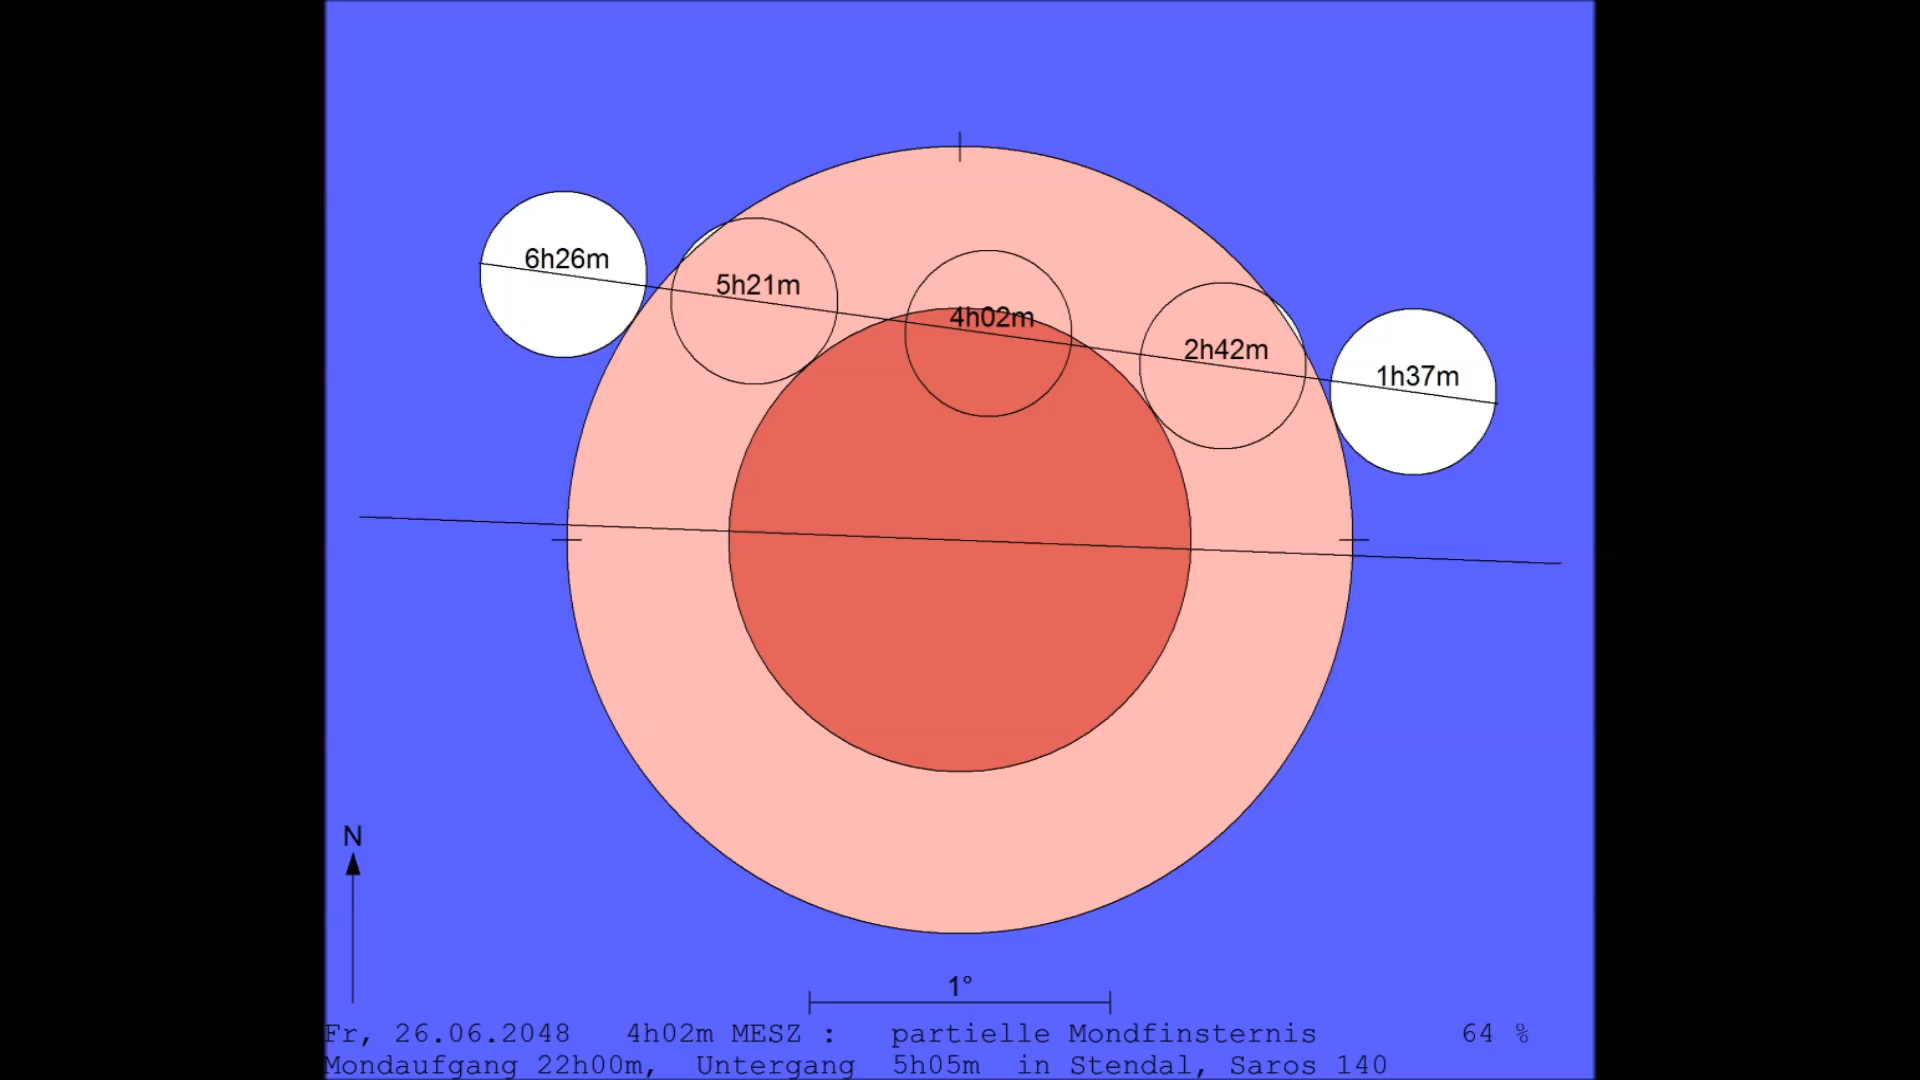 6h26m
5h21m
4h02m
2h42m
1h37m
N
1°
Fr, 26.06.2048 4h02m MESZ : partielle Mondfinsternis 64 %
Mondaufgang 22h00m, Untergang 5h05m in Stendal, Saros 140